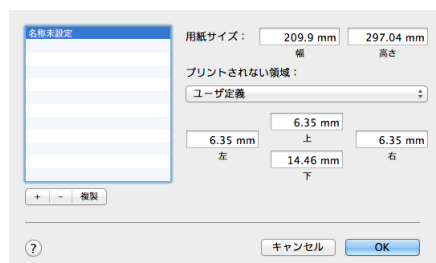 名称未設定
用紙サイズ： 209.9 mm 297.04 mm
幅 高さ
プリントされない領域：
ユーザ定義
6.35 mm
上
6.35 mm 6.35 mm
左 右
14.46 mm
下
+ - 複製
? キャンセル OK